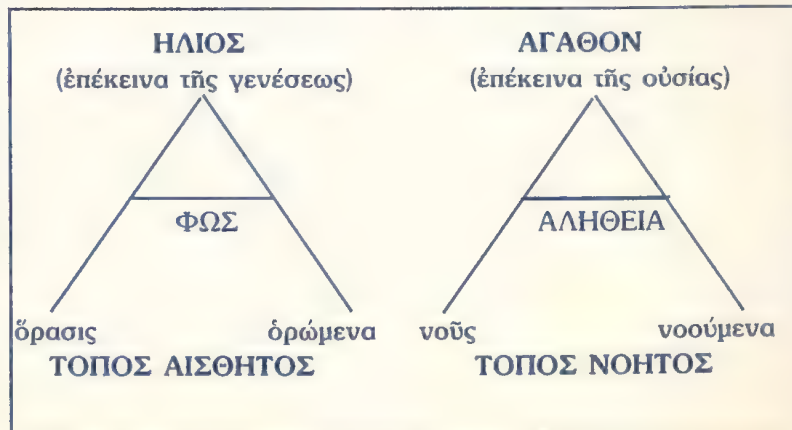 ΗΛΙΟΣ
(ἐπέκεινα τῆς γενέσεως)
ΦΩΣ
ὅρασις ὁρώμενα
ΤΟΠΟΣ ΑΙΣΘΗΤΟΣ
ΑΓΑΘΟΝ
(ἐπέκεινα τῆς οὐσίας)
ΑΛΗΘΕΙΑ
νοῦς νοούμενα
ΤΟΠΟΣ ΝΟΗΤΟΣ